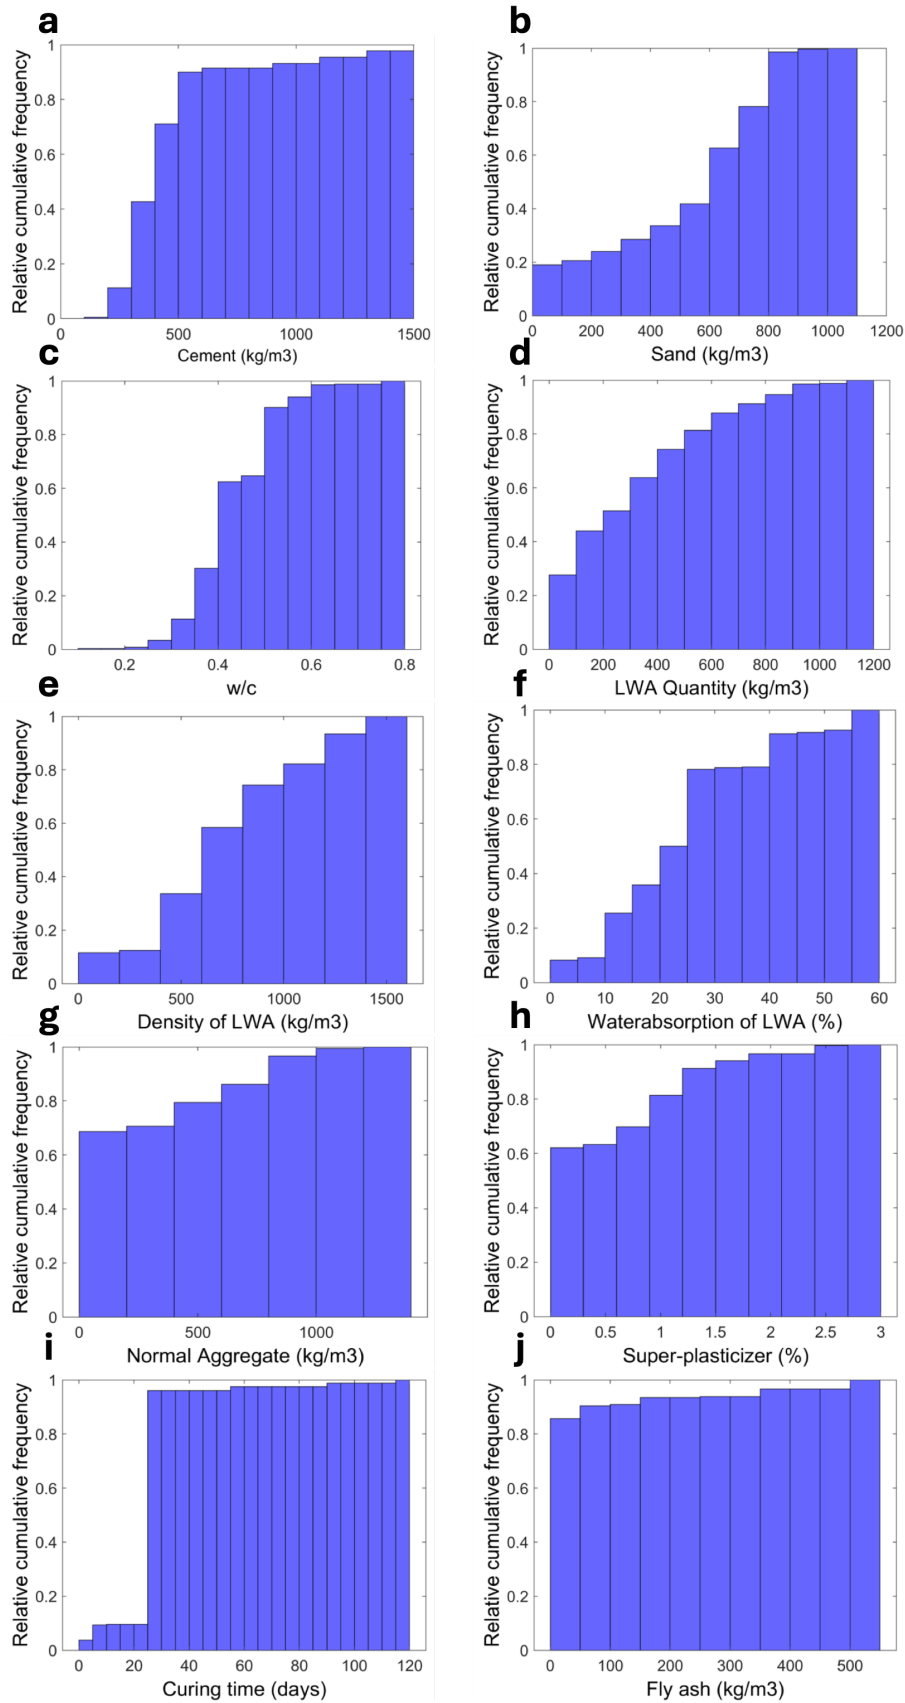 a
Relative cumulative frequency
1
0.8
0.6
0.4
0.2
0
0 500 1000 1500
Cement (kg/m3)
b
Relative cumulative frequency
1
0.8
0.6
0.4
0.2
0
0 200 400 600 800 1000 1200
Sand (kg/m3)
c
Relative cumulative frequency
1
0.8
0.6
0.4
0.2
0
0.2 0.4 0.6 0.8
w/c
d
Relative cumulative frequency
1
0.8
0.6
0.4
0.2
0
0 200 400 600 800 1000 1200
LWA Quantity (kg/m3)
e
Relative cumulative frequency
1
0.8
0.6
0.4
0.2
0
0 500 1000 1500
Density of LWA (kg/m3)
f
Relative cumulative frequency
1
0.8
0.6
0.4
0.2
0
0 10 20 30 40 50 60
Waterabsorption of LWA (%)
g
Relative cumulative frequency
1
0.8
0.6
0.4
0.2
0
0 500 1000
Normal Aggregate (kg/m3)
h
Relative cumulative frequency
1
0.8
0.6
0.4
0.2
0
0 0.5 1 1.5 2 2.5 3
Super-plasticizer (%)
i
Relative cumulative frequency
1
0.8
0.6
0.4
0.2
0
0 20 40 60 80 100 120
Curing time (days)
j
Relative cumulative frequency
1
0.8
0.6
0.4
0.2
0
0 100 200 300 400 500
Fly ash (kg/m3)